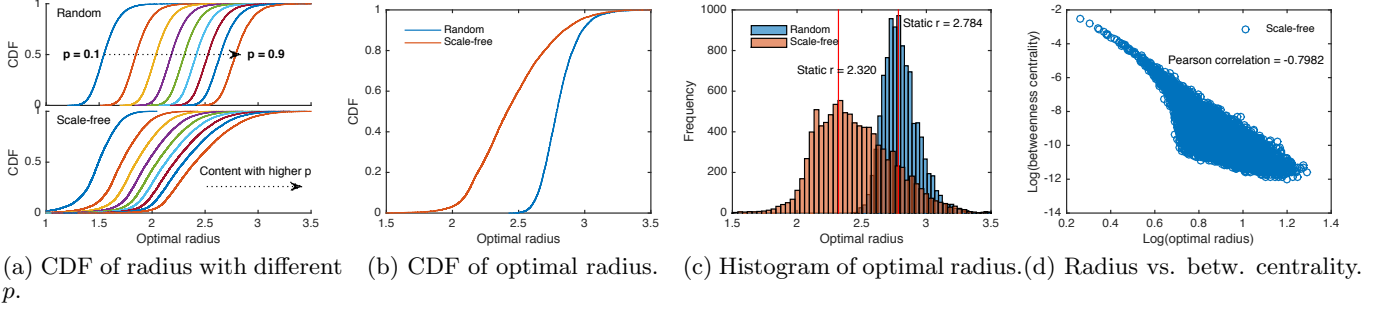 Random
p = 0.1
p = 0.9
CDF
1
0.5
0
Scale-free
Content with higher p
CDF
1
0.5
0
1 1.5 2 2.5 3 3.5
Optimal radius
(a) CDF of radius with different
p.
Random
Scale-free
CDF
1
0.8
0.6
0.4
0.2
0
1.5 2 2.5 3 3.5
Optimal radius
(b) CDF of optimal radius.
Random
Scale-free
Static r = 2.784
Static r = 2.320
Frequency
1000
800
600
400
200
0
1.5 2 2.5 3 3.5
Optimal radius
(c) Histogram of optimal radius.
Scale-free
Pearson correlation = -0.7982
Log(betweenness centrality)
-2
-4
-6
-8
-10
-12
-14
0.2 0.4 0.6 0.8 1 1.2 1.4
Log(optimal radius)
(d) Radius vs. betw. centrality.